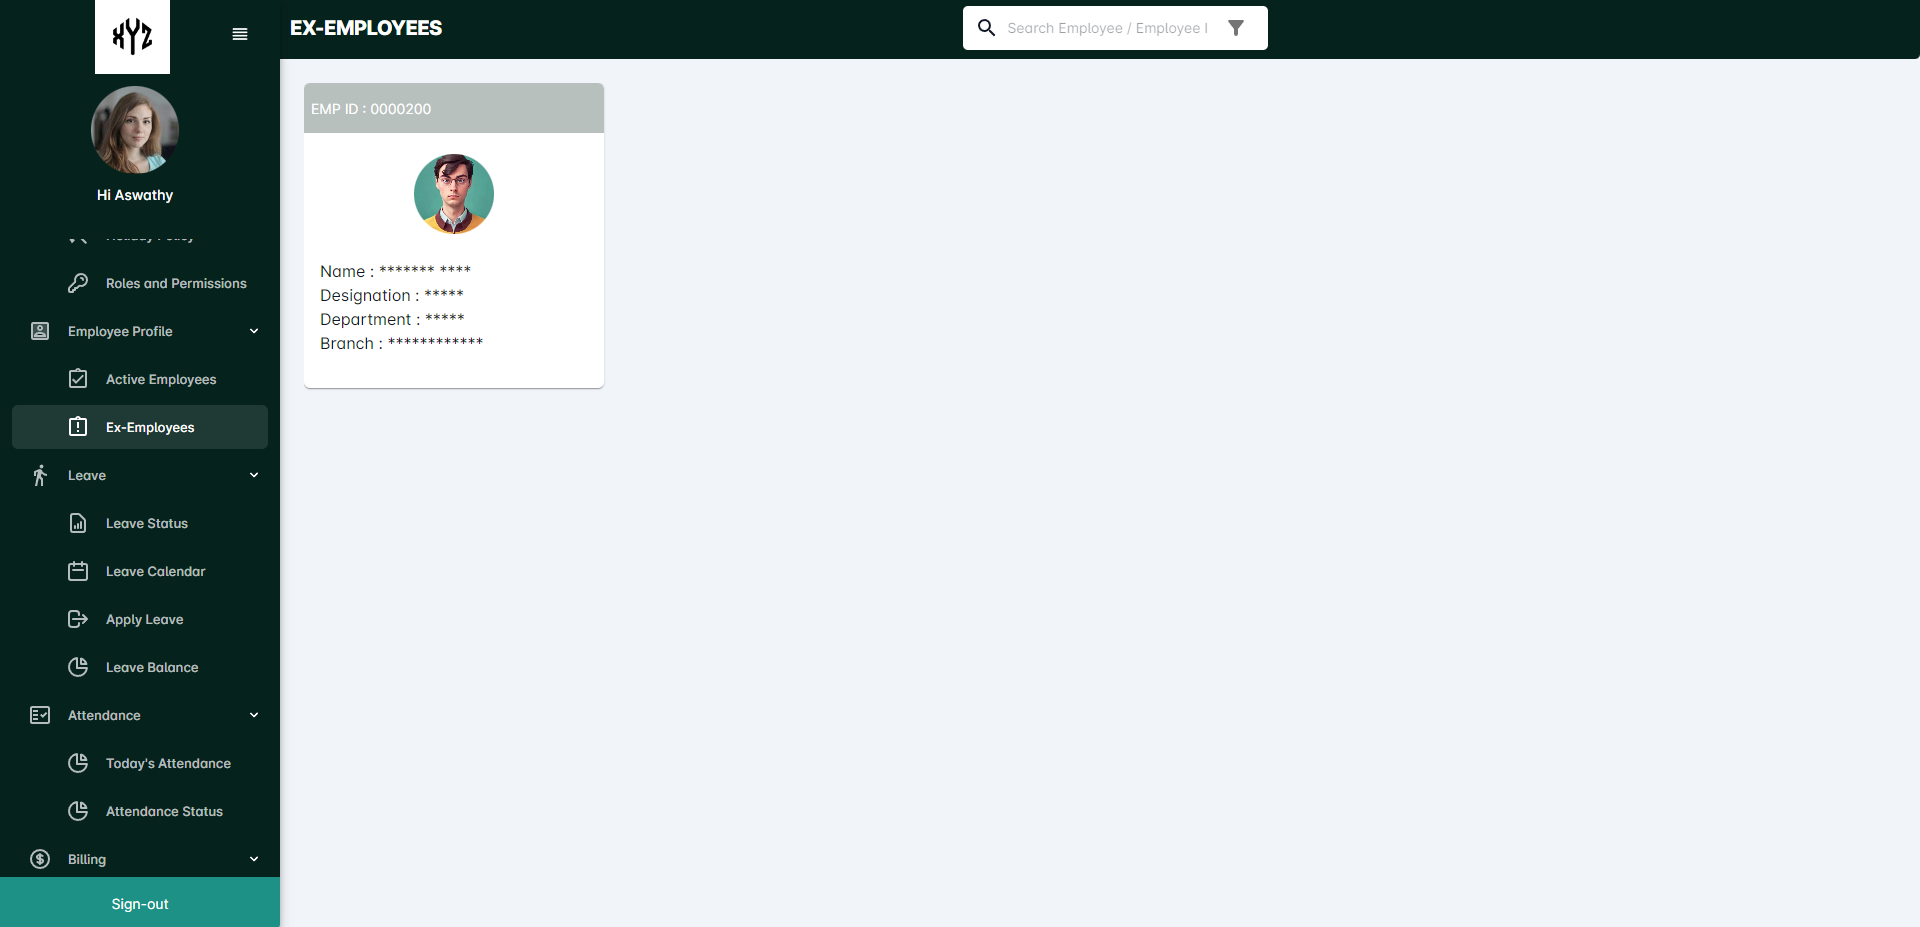 XYZ
EX-EMPLOYEES
Search Employee / Employee I
Hi Aswathy
Holiday Policy
Roles and Permissions
Employee Profile
Active Employees
Ex-Employees
Leave
Leave Status
Leave Calendar
Apply Leave
Leave Balance
Attendance
Today's Attendance
Attendance Status
Billing
Sign-out
EMP ID : 0000200
Name : ******* ****
Designation : *****
Department : *****
Branch : ************